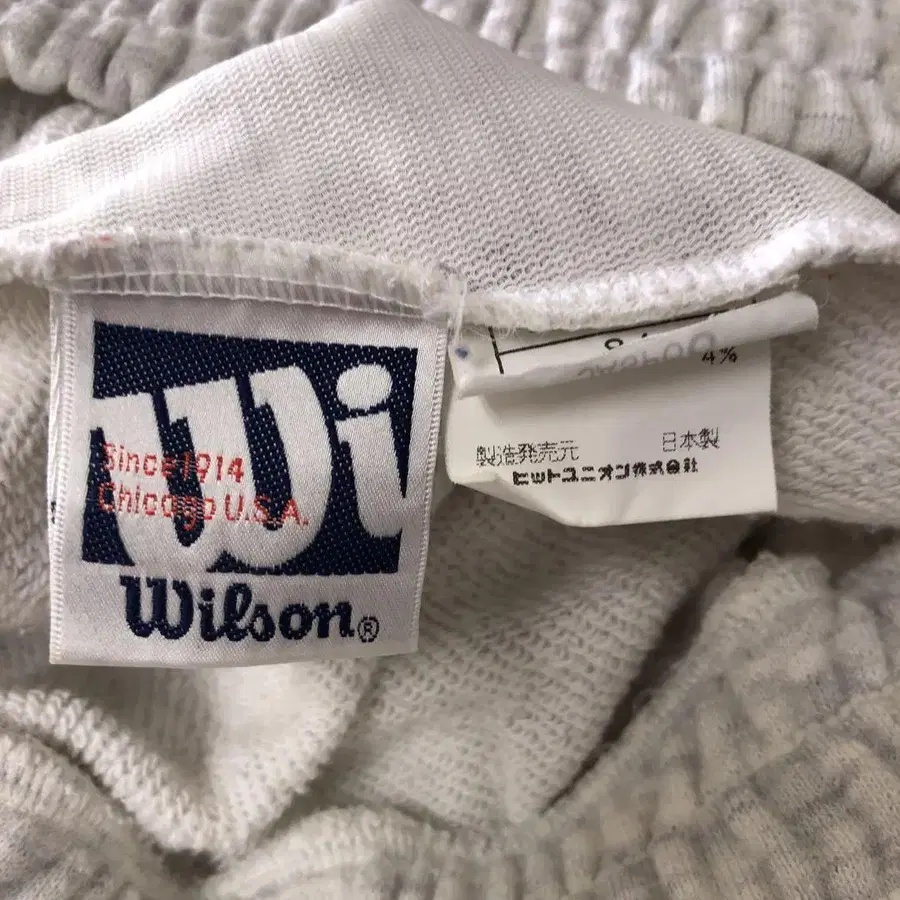 Wi
Since 1914
Chicago U.S.A.
Wilson®
4%
製造発売元 日本製
ヒットユニオン株式会社